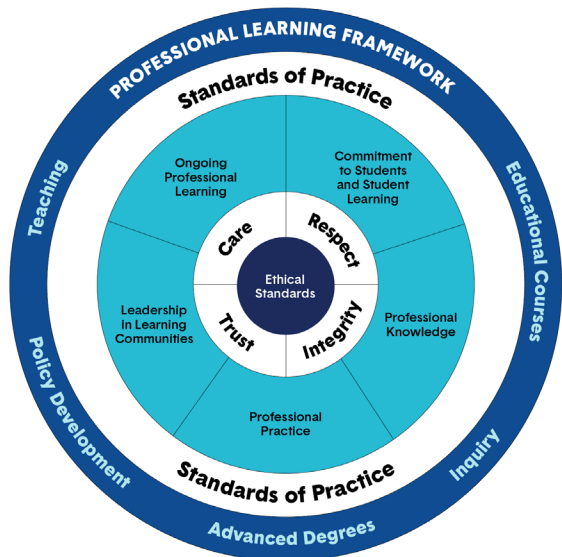 PROFESSIONAL LEARNING FRAMEWORK
Standards of Practice
Ongoing
Professional
Learning
Commitment
to Students
and Student
Learning
Teaching
Educational Courses
Care
Respect
Ethical
Standards
Leadership
in Learning
Communities
Trust
Integrity
Professional
Knowledge
Professional
Practice
Policy Development
Inquiry
Standards of Practice
Advanced Degrees